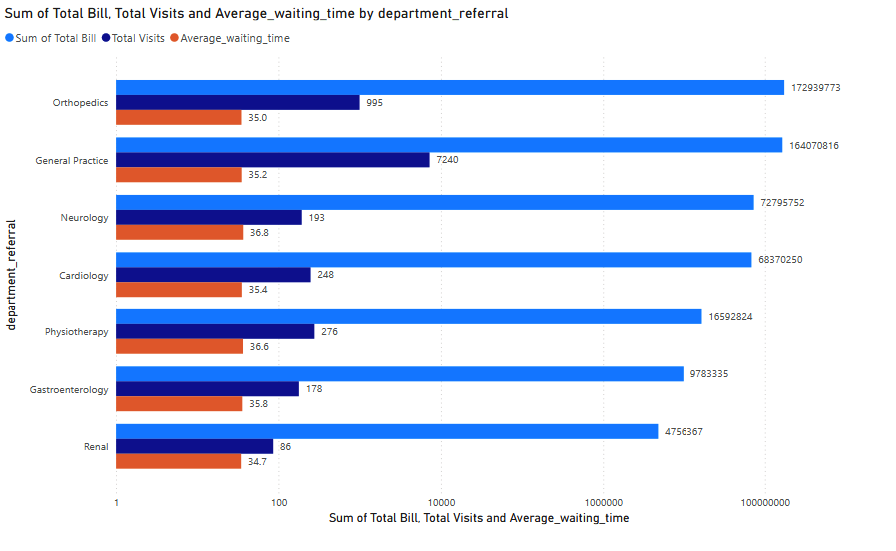 Sum of Total Bill, Total Visits and Average_waiting_time by department_referral
Sum of Total Bill Total Visits Average_waiting_time
department_referral
Orthopedics
172939773
995
35.0
General Practice
164070816
7240
35.2
Neurology
72795752
193
36.8
Cardiology
68370250
248
35.4
Physiotherapy
16592824
276
36.6
Gastroenterology
9783335
178
35.8
Renal
4756367
86
34.7
1 100 10000 1000000 100000000
Sum of Total Bill, Total Visits and Average_waiting_time